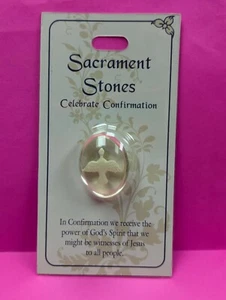 Sacrament
Stones
Celebrate Confirmation
In Confirmation we receive the
power of God's Spirit that we
might be witnesses of Jesus
to all people.